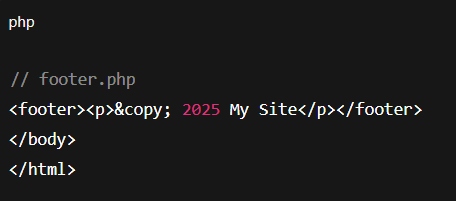 php
// footer.php
<footer><p>&copy; 2025 My Site</p></footer>
</body>
</html>